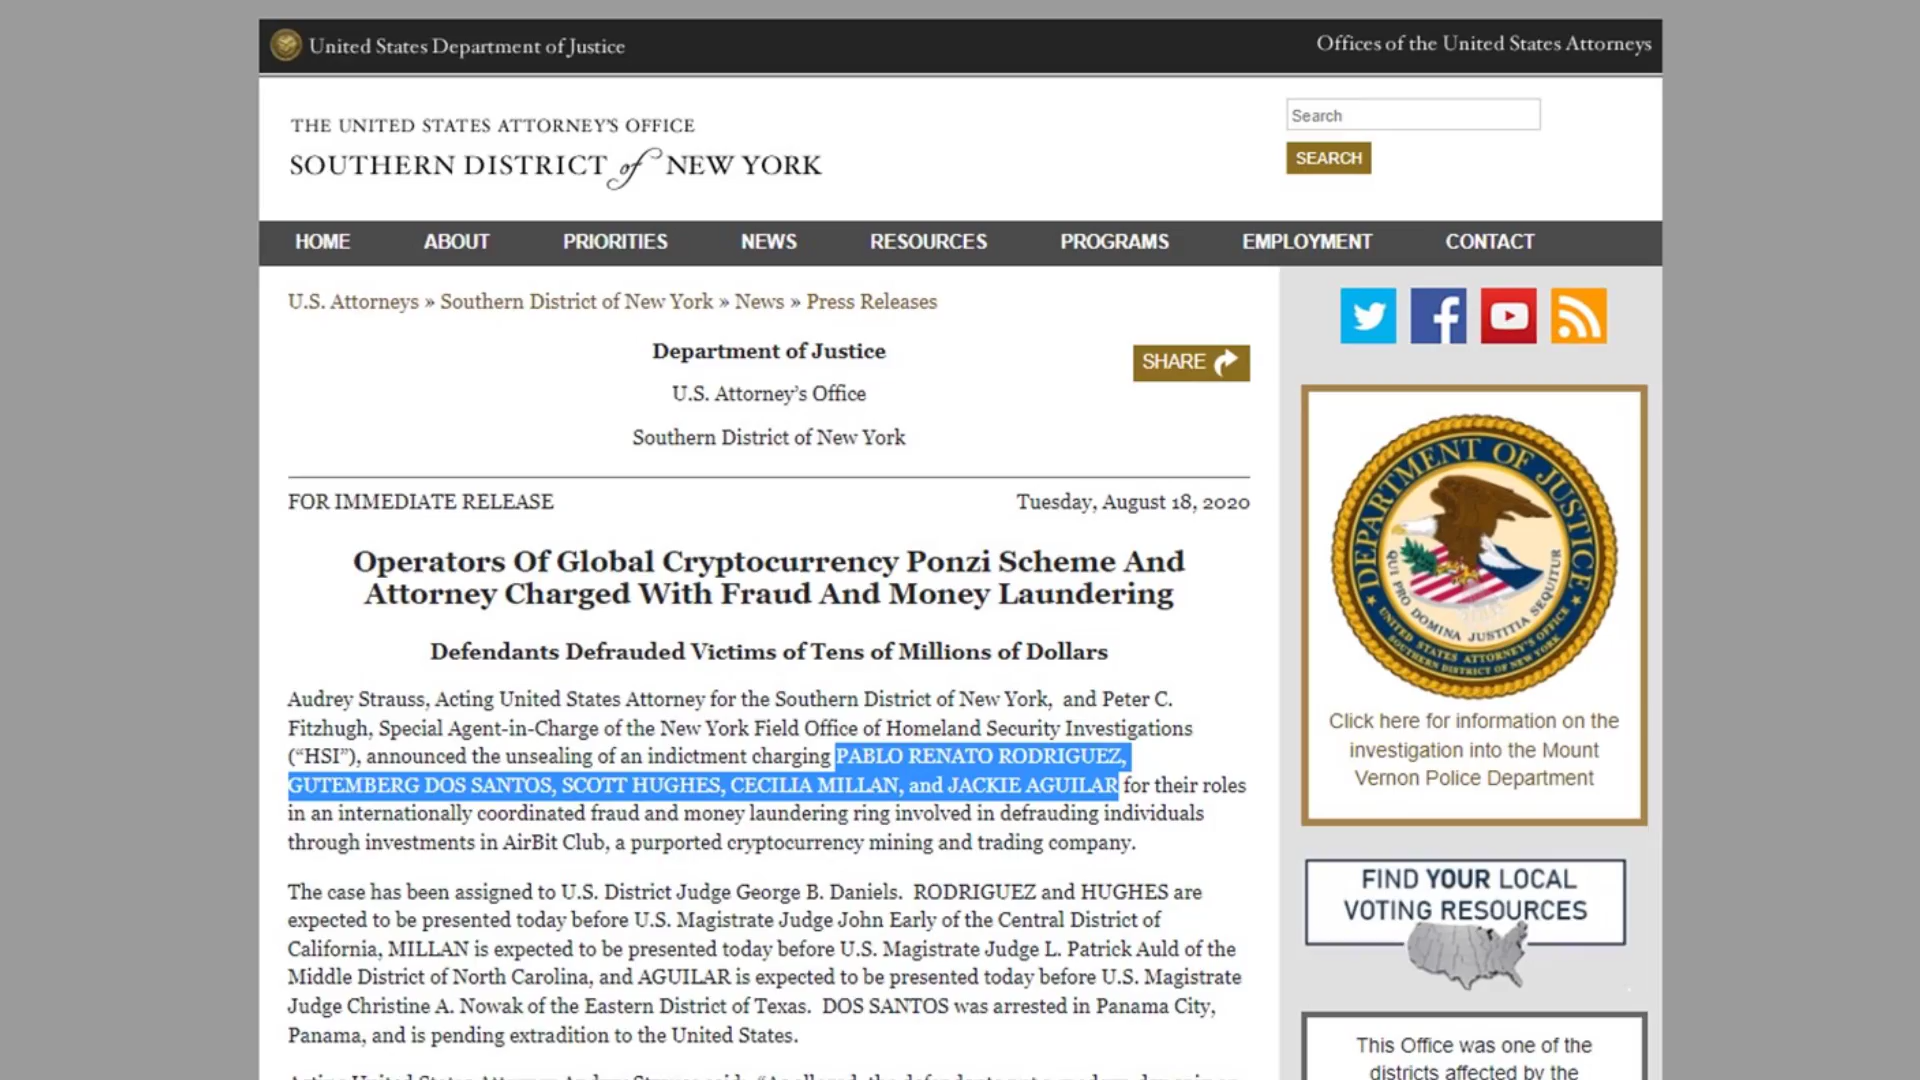 United States Department of Justice
Offices of the United States Attorneys
THE UNITED STATES ATTORNEY'S OFFICE
SOUTHERN DISTRICT of NEW YORK
Search
SEARCH
HOME ABOUT PRIORITIES NEWS RESOURCES PROGRAMS EMPLOYMENT CONTACT
U.S. Attorneys » Southern District of New York » News » Press Releases
Department of Justice
SHARE
U.S. Attorney’s Office
Southern District of New York
FOR IMMEDIATE RELEASE
Tuesday, August 18, 2020
Operators Of Global Cryptocurrency Ponzi Scheme And
Attorney Charged With Fraud And Money Laundering
Defendants Defrauded Victims of Tens of Millions of Dollars
Audrey Strauss, Acting United States Attorney for the Southern District of New York, and Peter C.
Fitzhugh, Special Agent-in-Charge of the New York Field Office of Homeland Security Investigations
(“HSI”), announced the unsealing of an indictment charging PABLO RENATO RODRIGUEZ,
GUTEMBERG DOS SANTOS, SCOTT HUGHES, CECILIA MILLAN, and JACKIE AGUILAR for their roles
in an internationally coordinated fraud and money laundering ring involved in defrauding individuals
through investments in AirBit Club, a purported cryptocurrency mining and trading company.
The case has been assigned to U.S. District Judge George B. Daniels. RODRIGUEZ and HUGHES are
expected to be presented today before U.S. Magistrate Judge John Early of the Central District of
California, MILLAN is expected to be presented today before U.S. Magistrate Judge L. Patrick Auld of the
Middle District of North Carolina, and AGUILAR is expected to be presented today before U.S. Magistrate
Judge Christine A. Nowak of the Eastern District of Texas. DOS SANTOS was arrested in Panama City,
Panama, and is pending extradition to the United States.
DEPARTMENT OF JUSTICE
QUI PRO DOMINA JUSTITIA SEQUITUR
UNITED STATES ATTORNEY'S OFFICE
SOUTHERN DISTRICT OF NEW YORK
Click here for information on the
investigation into the Mount
Vernon Police Department
FIND YOUR LOCAL
VOTING RESOURCES
This Office was one of the
districts affected by the